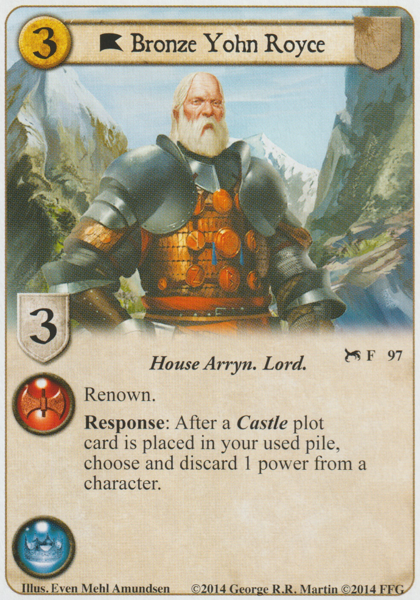 3 Bronze Yohn Royce
3
House Arryn. Lord.
F 97
Renown.
Response: After a Castle plot
card is placed in your used pile,
choose and discard 1 power from a
character.
Illus. Even Mehl Amundsen ©2014 George R.R. Martin ©2014 FFG